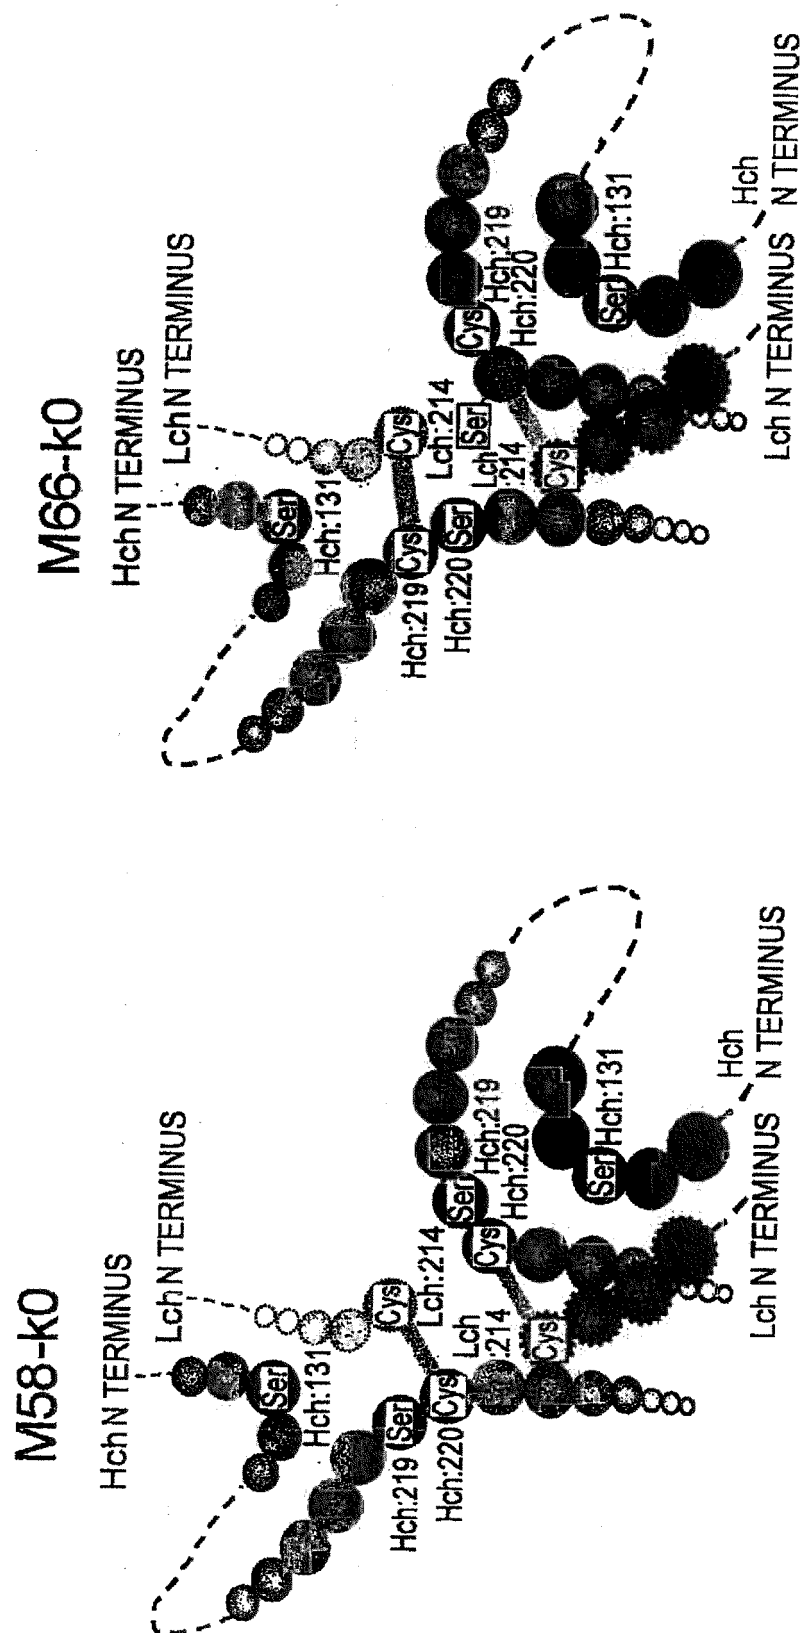 M66-k0
Hch N TERMINUS
Lch N TERMINUS
Ser
Hch:131
Cys
Lch:214
Cys
Hch:219
Ser
Hch:220
Ser
Lch
:214
Cys
Cys
Hch:219
Hch:220
Ser
Hch:131
Hch
N TERMINUS
Lch N TERMINUS
M58-k0
Hch N TERMINUS
Lch N TERMINUS
Ser
Hch:131
Cys
Lch:214
Ser
Hch:219
Cys
Hch:220
Lch
:214
Cys
Ser
Hch:219
Cys
Hch:220
Ser
Hch:131
Hch
N TERMINUS
Lch N TERMINUS